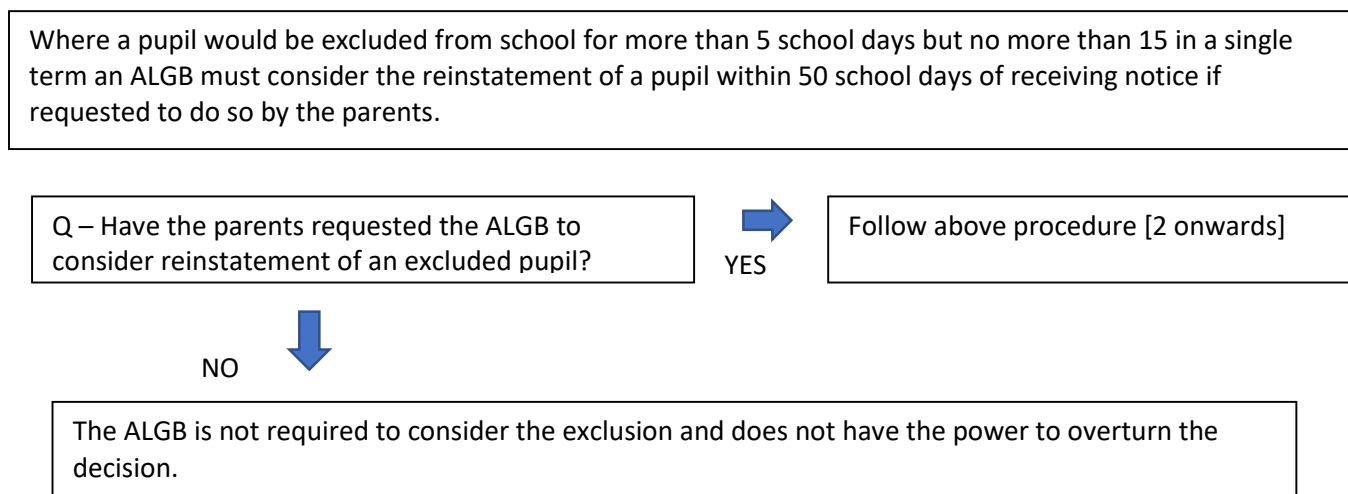 Where a pupil would be excluded from school for more than 5 school days but no more than 15 in a single
term an ALGB must consider the reinstatement of a pupil within 50 school days of receiving notice if
requested to do so by the parents.
Q – Have the parents requested the ALGB to
consider reinstatement of an excluded pupil?
YES
Follow above procedure [2 onwards]
NO
The ALGB is not required to consider the exclusion and does not have the power to overturn the
decision.